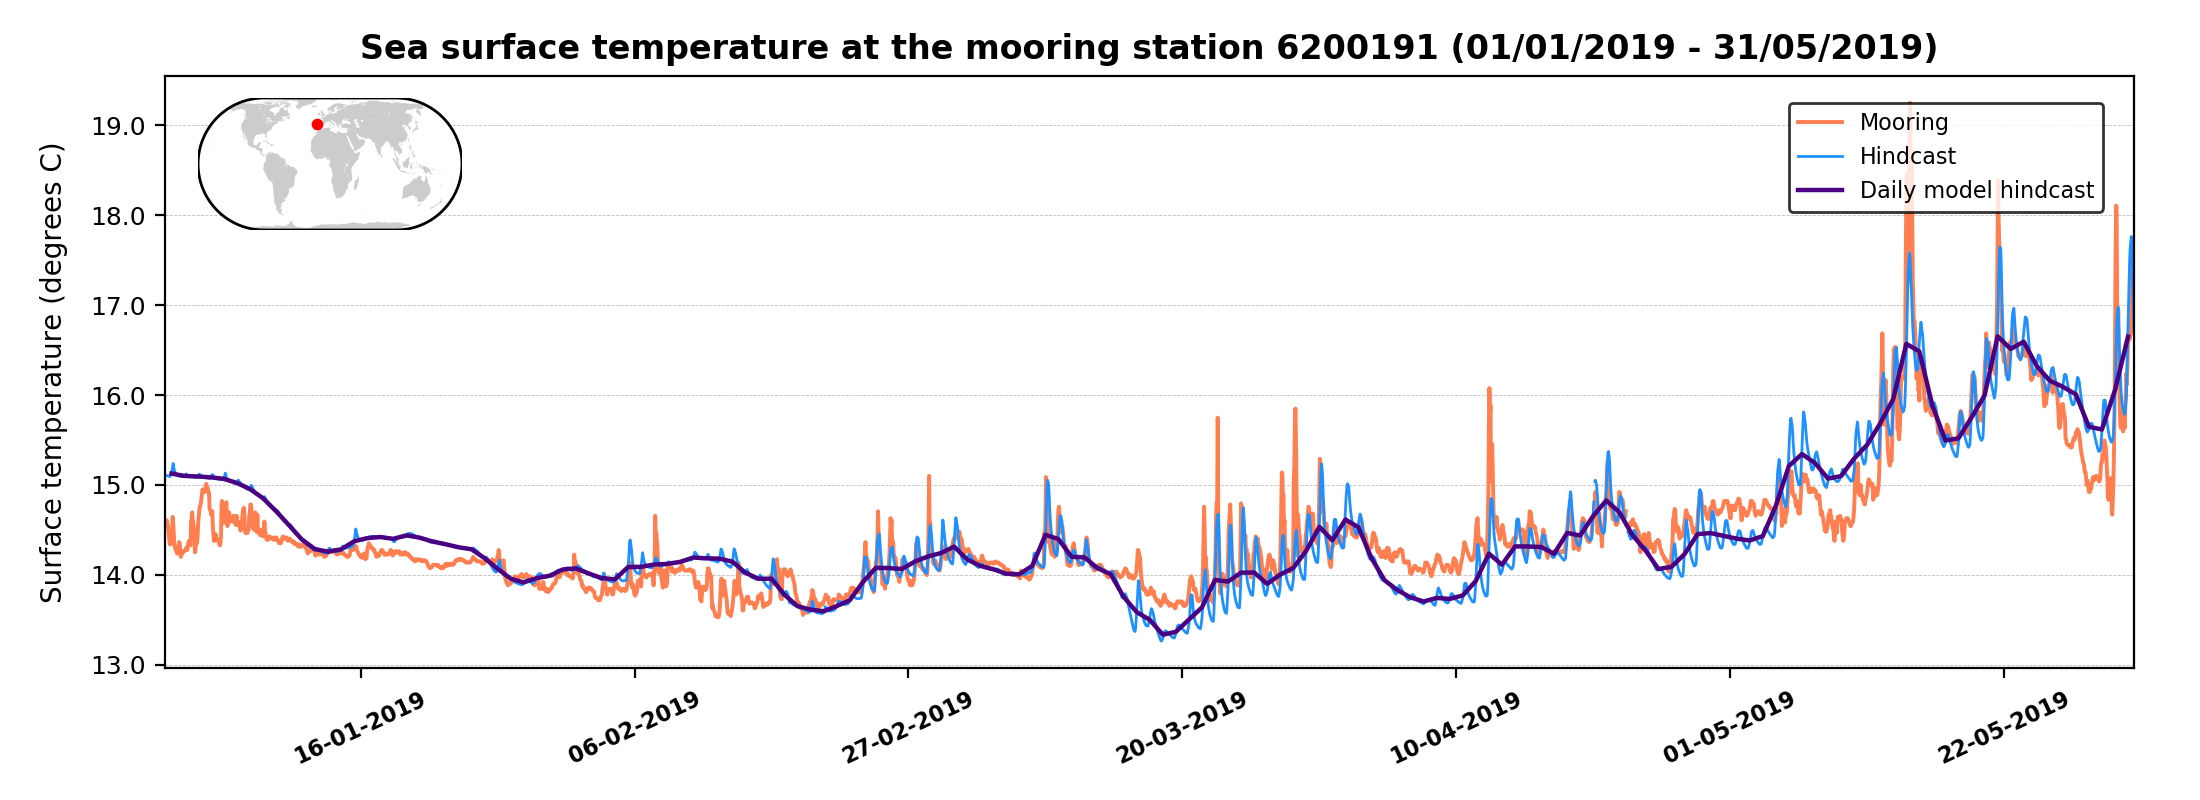 Sea surface temperature at the mooring station 6200191 (01/01/2019 - 31/05/2019)
Surface temperature (degrees C)
19.0
18.0
17.0
16.0
15.0
14.0
13.0
Mooring
Hindcast
Daily model hindcast
16-01-2019
06-02-2019
27-02-2019
20-03-2019
10-04-2019
01-05-2019
22-05-2019